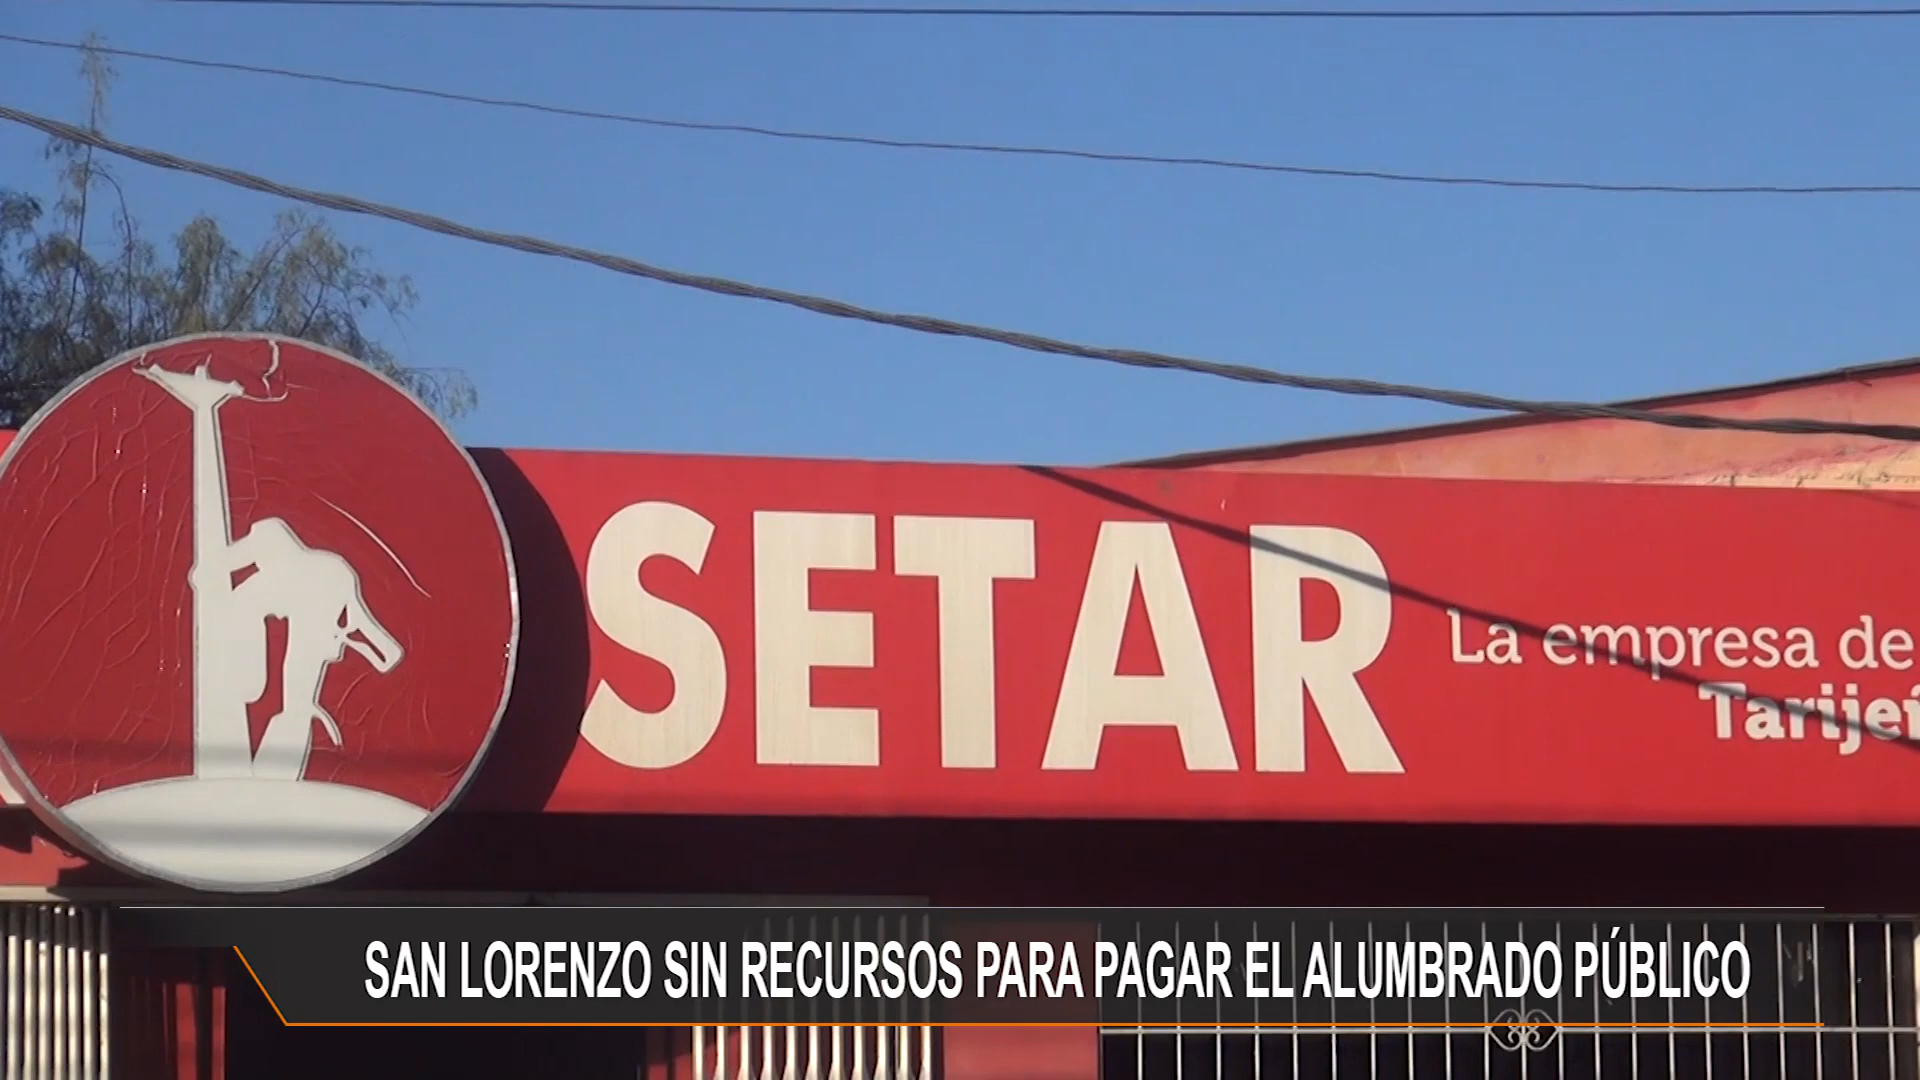 SETAR
La empresa de
SAN LORENZO SIN RECURSOS PARA PAGAR EL ALUMBRADO PÚBLICO